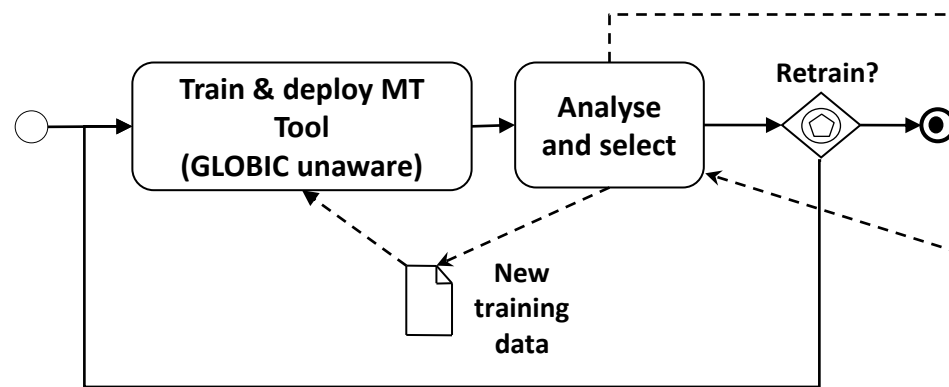 Train & deploy MT
Tool
(GLOBIC unaware)
Analyse
and select
Retrain?
New
training
data